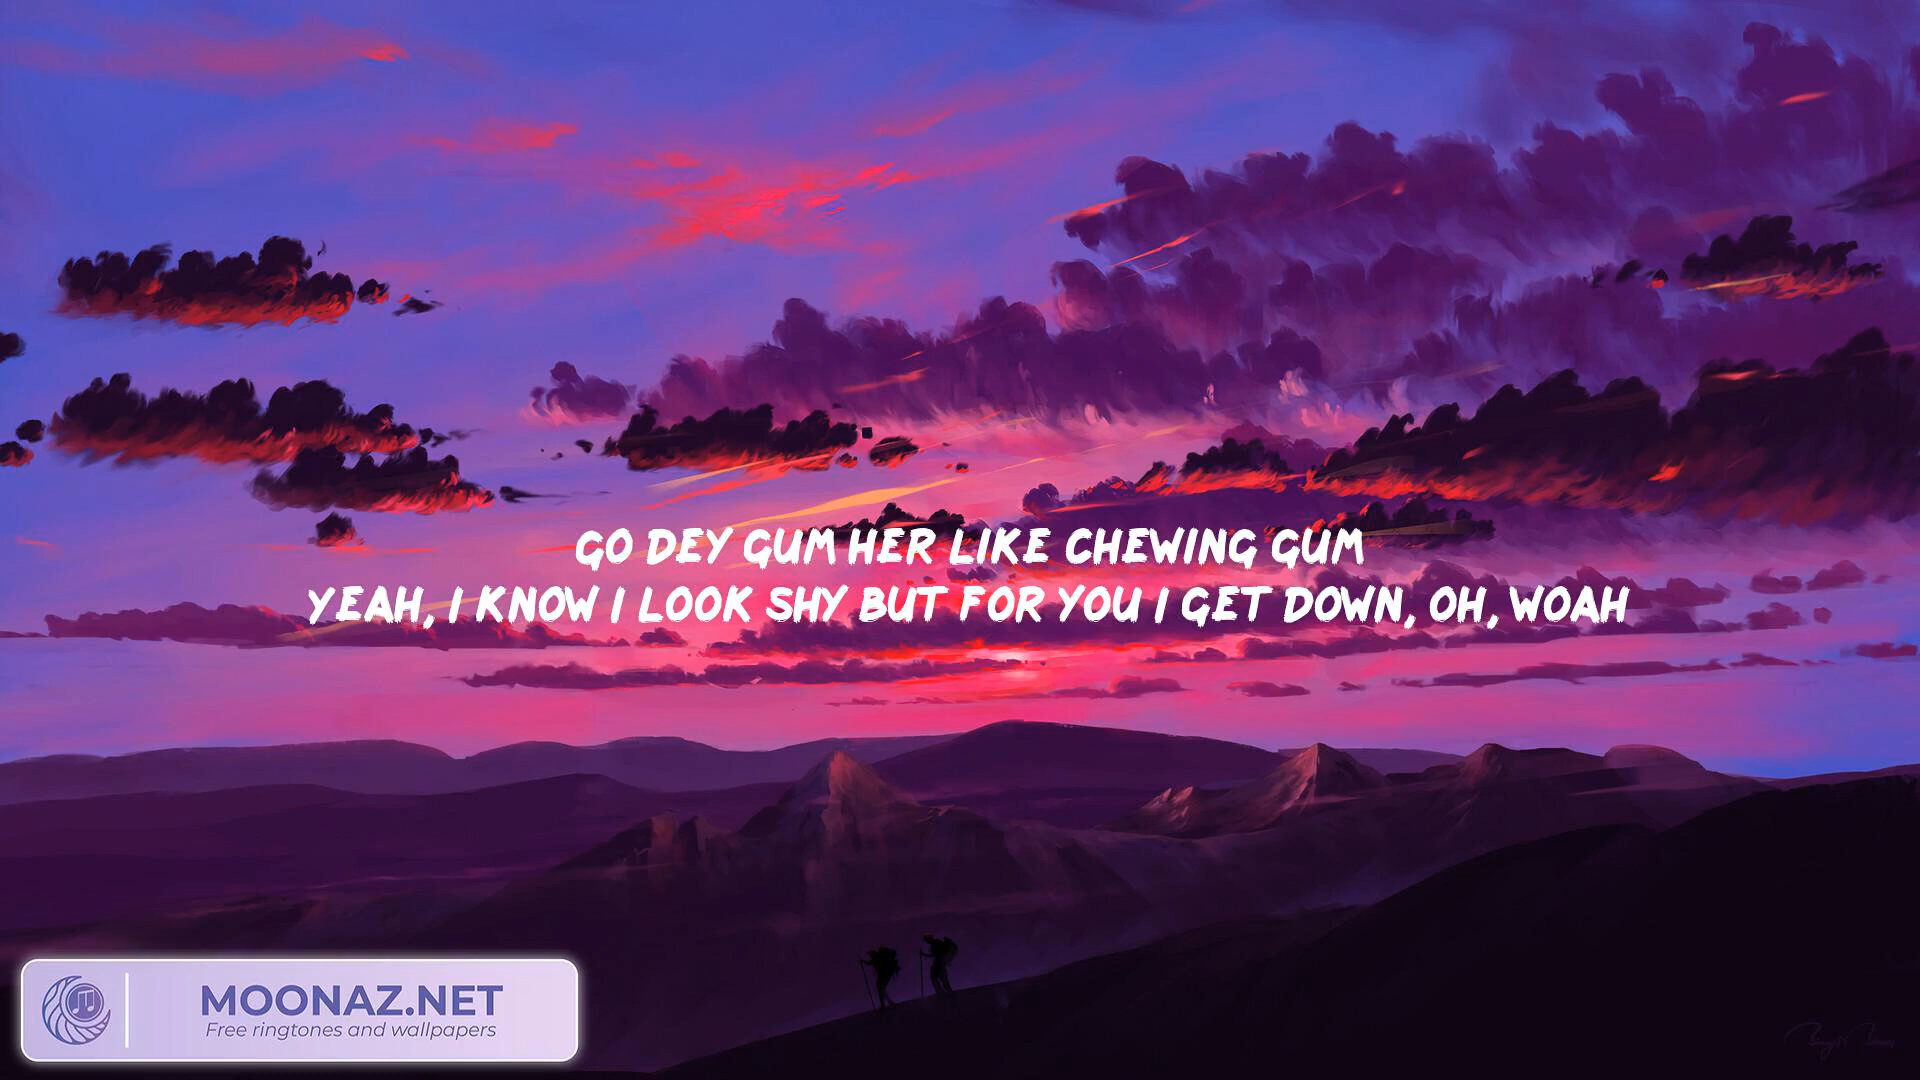 GO DEY GUM HER LIKE CHEWING GUM
YEAH, I KNOW I LOOK SHY BUT FOR YOU I GET DOWN, OH, WOAH
MOONAZ.NET
Free ringtones and wallpapers